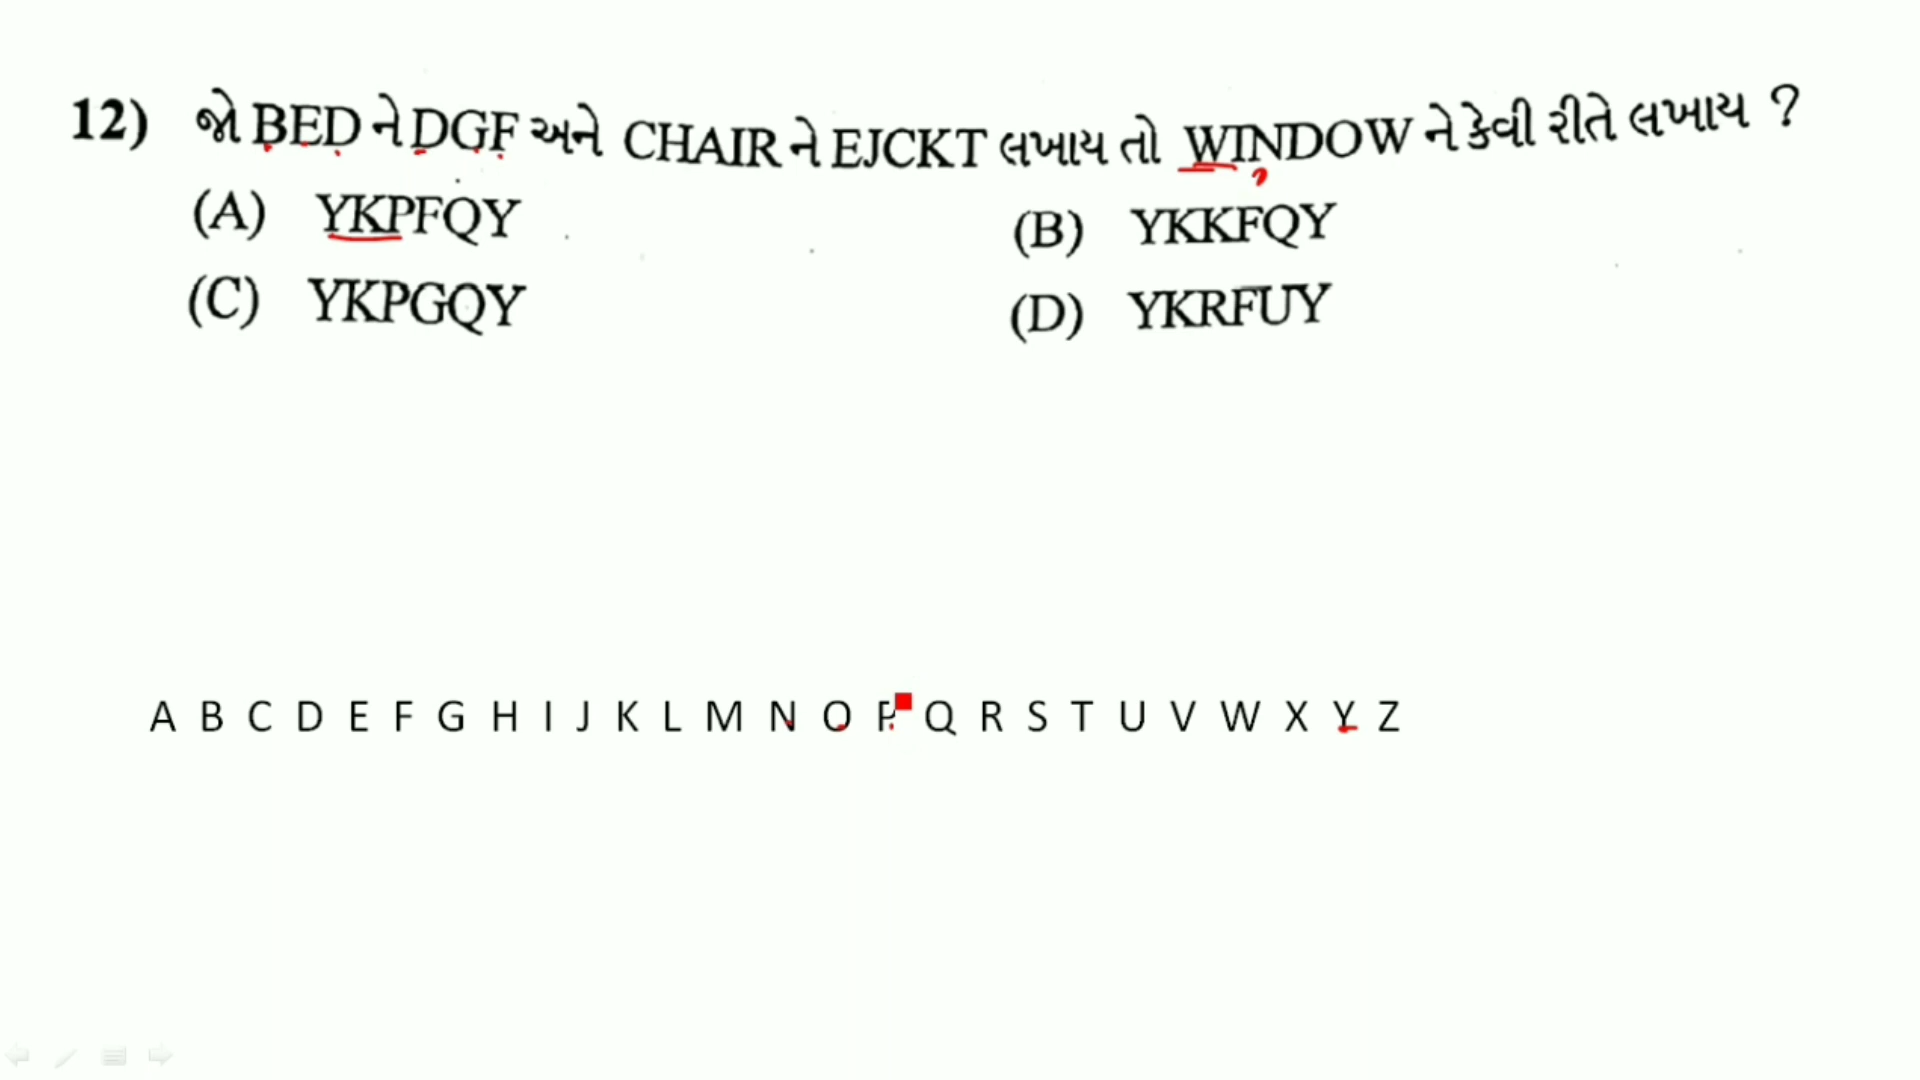 12) જો BED ને DGF અને CHAIR ને EJCKT લખાય તો WINDOW ને કેવી રીતે લખાય ?
(A) YKPFQY (B) YKKFQY
(C) YKPGQY (D) YKRFUY
A B C D E F G H I J K L M N O P Q R S T U V W X Y Z